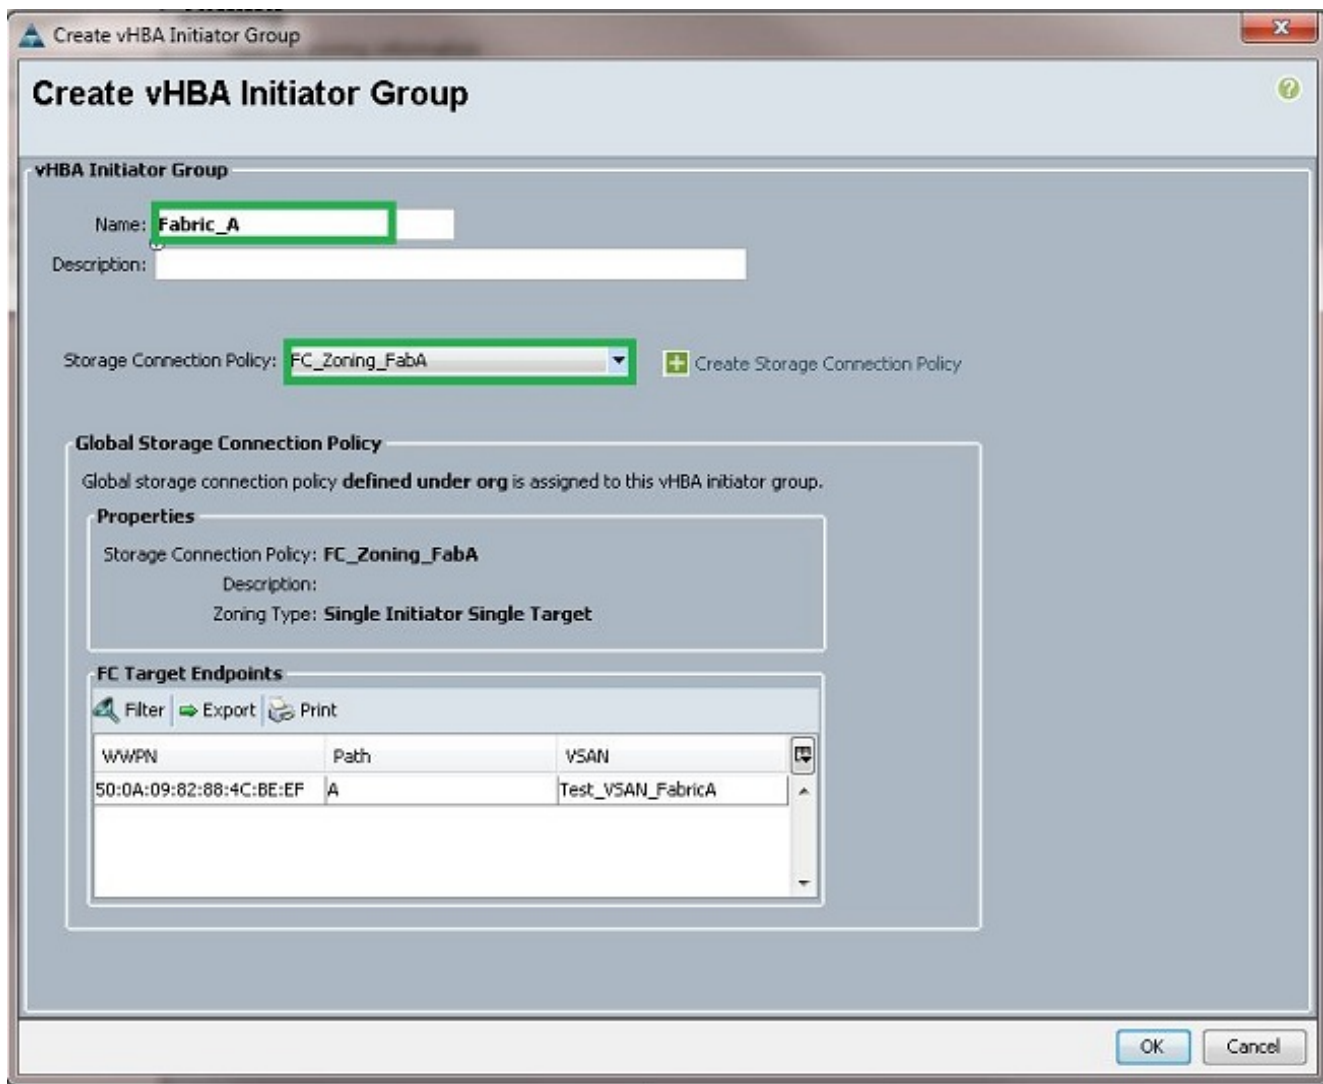 Create vHBA Initiator Group
Create vHBA Initiator Group
vHBA Initiator Group
Name: Fabric_A
Description:
Storage Connection Policy: FC_Zoning_FabA Create Storage Connection Policy
Global Storage Connection Policy
Global storage connection policy defined under org is assigned to this vHBA initiator group.
Properties
Storage Connection Policy: FC_Zoning_FabA
Description:
Zoning Type: Single Initiator Single Target
FC Target Endpoints
Filter Export Print
WWPN Path VSAN
50:0A:09:82:88:4C:BE:EF A Test_VSAN_FabricA
OK Cancel